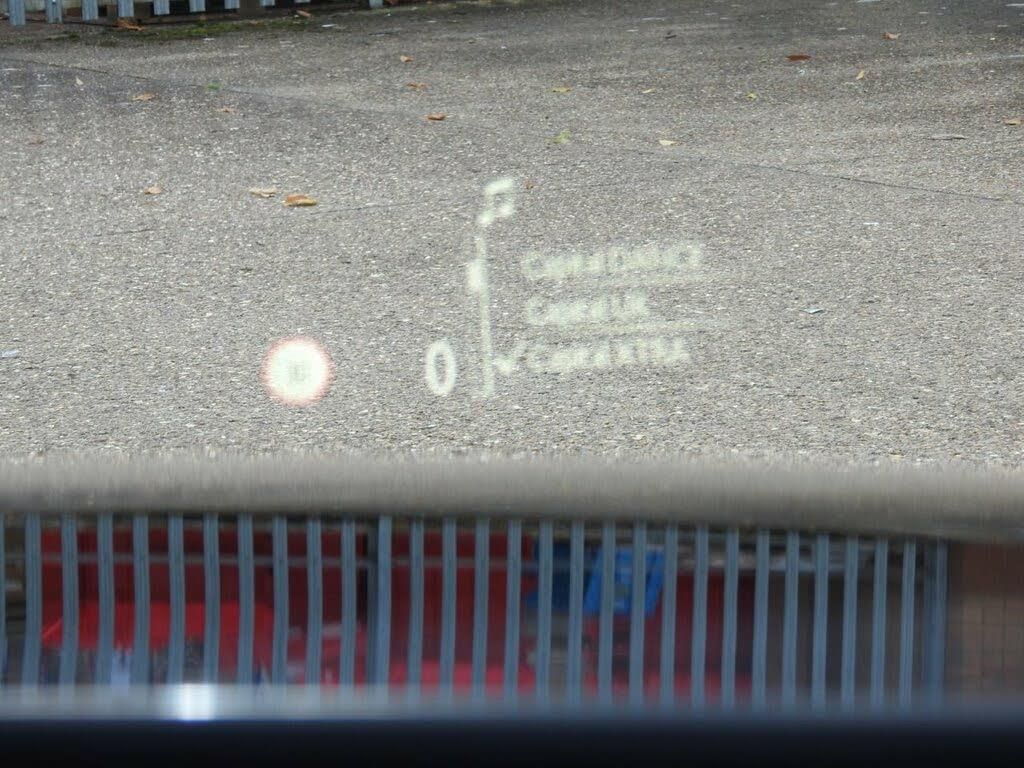 Capital DANCE
Capital UK
0 ✓ Capital XTRA